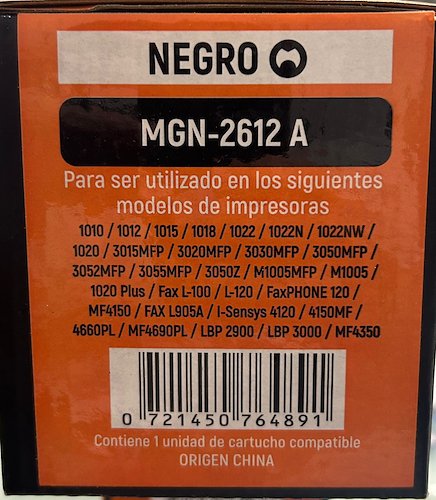 NEGRO
MGN-2612 A
Para ser utilizado en los siguientes
modelos de impresoras
1010 / 1012 / 1015 / 1018 / 1022 / 1022N / 1022NW /
1020 / 3015MFP / 3020MFP / 3030MFP / 3050MFP /
3052MFP / 3055MFP / 3050Z / M1005MFP / M1005 /
1020 Plus / Fax L-100 / L-120 / FaxPHONE 120 /
MF4150 / FAX L905A / I-Sensys 4120 / 4150MF /
4660PL / MF4690PL / LBP 2900 / LBP 3000 / MF4350
0 721450 764891
Contiene 1 unidad de cartucho compatible
ORIGEN CHINA